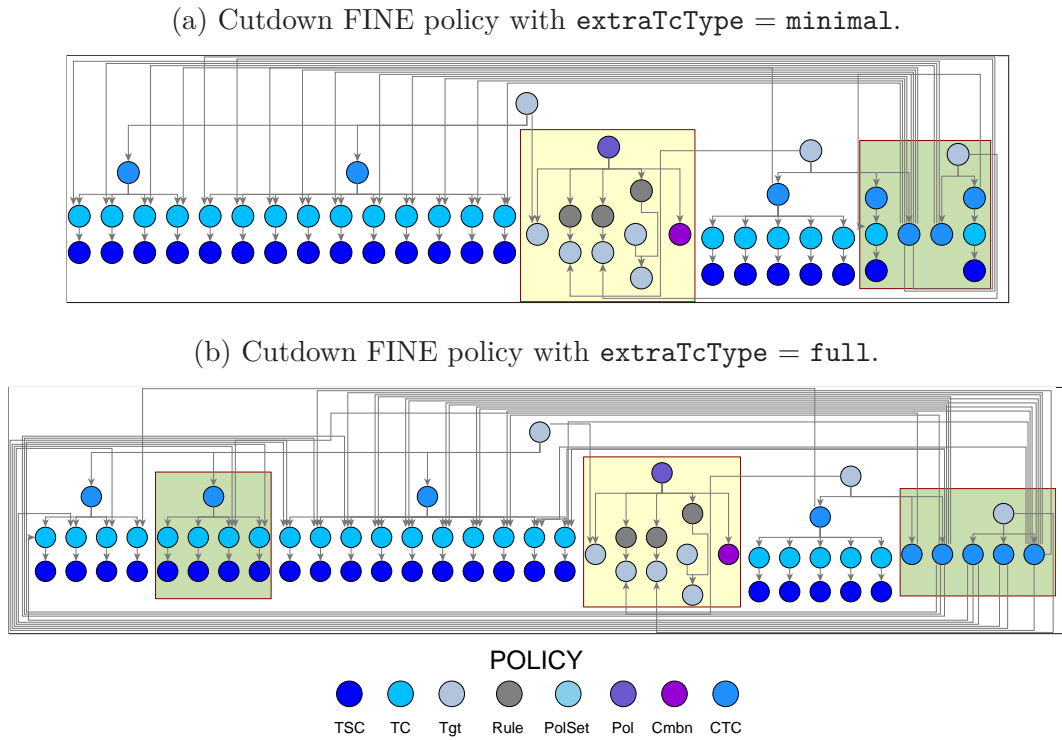 (a) Cutdown FINE policy with extraTcType = minimal.
(b) Cutdown FINE policy with extraTcType = full.
POLICY
TSC TC Tgt Rule PolSet Pol Cmbn CTC